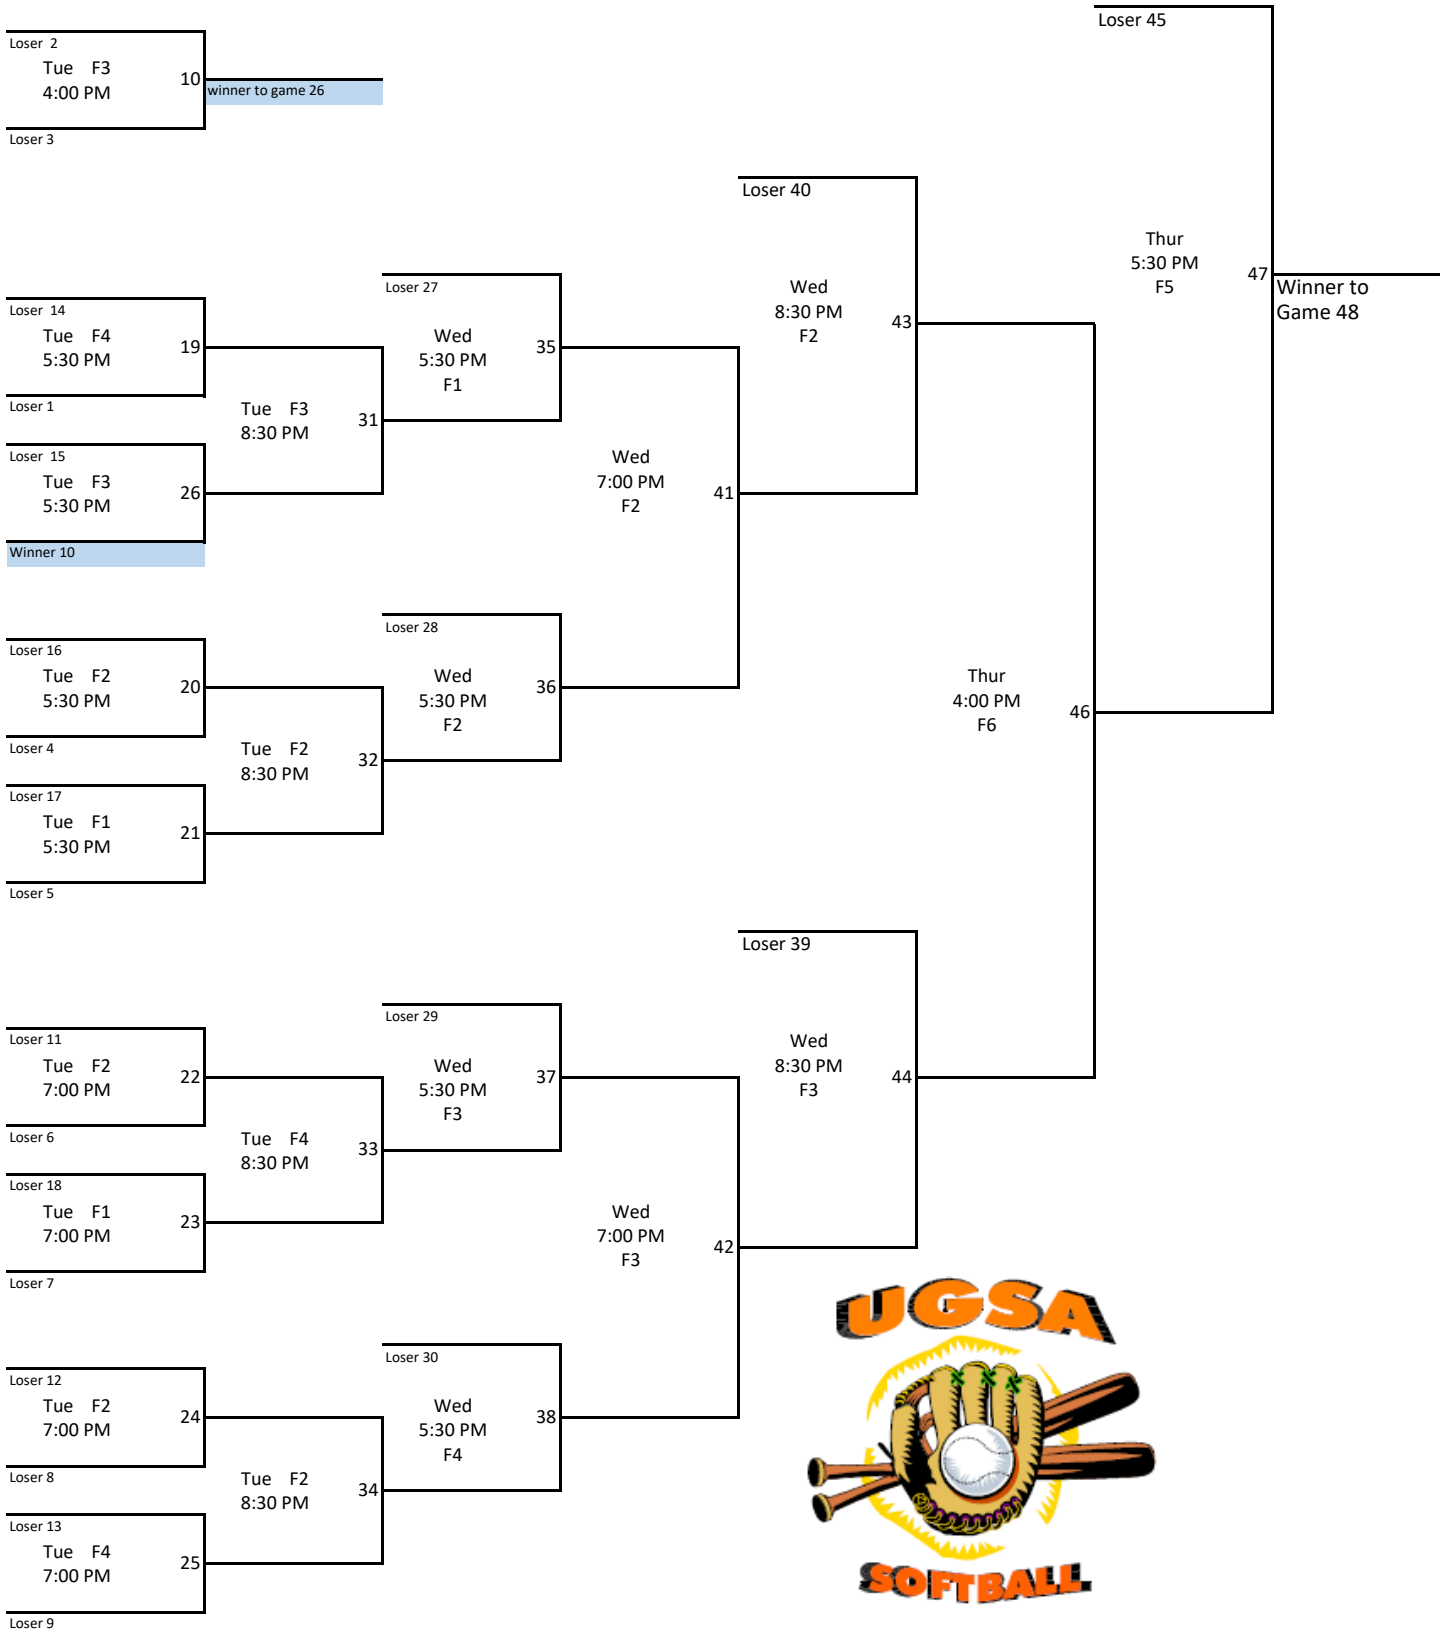 Loser 2
Tue F3
4:00 PM
10
winner to game 26
Loser 3
Loser 14
Tue F4
5:30 PM
19
Loser 1
Loser 15
Tue F3
5:30 PM
26
Winner 10
Tue F3
8:30 PM
31
Loser 27
Wed
5:30 PM
F1
35
Loser 16
Tue F2
5:30 PM
20
Loser 4
Loser 17
Tue F1
5:30 PM
21
Loser 5
Tue F2
8:30 PM
32
Loser 28
Wed
5:30 PM
F2
36
Wed
7:00 PM
F2
41
Loser 40
Wed
8:30 PM
F2
43
Loser 11
Tue F2
7:00 PM
22
Loser 6
Loser 18
Tue F1
7:00 PM
23
Loser 7
Tue F4
8:30 PM
33
Loser 29
Wed
5:30 PM
F3
37
Loser 12
Tue F2
7:00 PM
24
Loser 8
Loser 13
Tue F4
7:00 PM
25
Loser 9
Tue F2
8:30 PM
34
Loser 30
Wed
5:30 PM
F4
38
Wed
7:00 PM
F3
42
Loser 39
Wed
8:30 PM
F3
44
Thur
4:00 PM
F6
46
Loser 45
Thur
5:30 PM
F5
47
Winner to
Game 48
UGSA
SOFTBALL